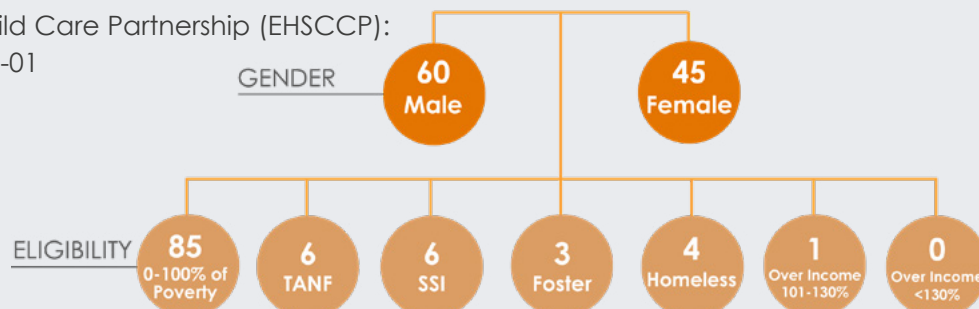 ild Care Partnership (EHSCCP):
-01
GENDER
60
Male
45
Female
ELIGIBILITY
85
0-100% of
Poverty
6
TANF
6
SSI
3
Foster
4
Homeless
1
Over Income
101-130%
0
Over Income
<130%